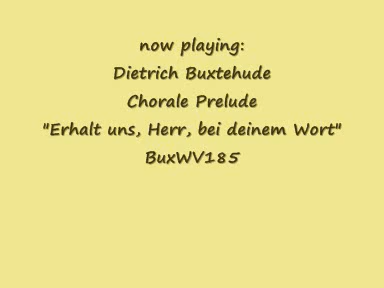 now playing:
Dietrich Buxtehude
Chorale Prelude
"Erhalt uns, Herr, bei deinem Wort"
BuxWV185